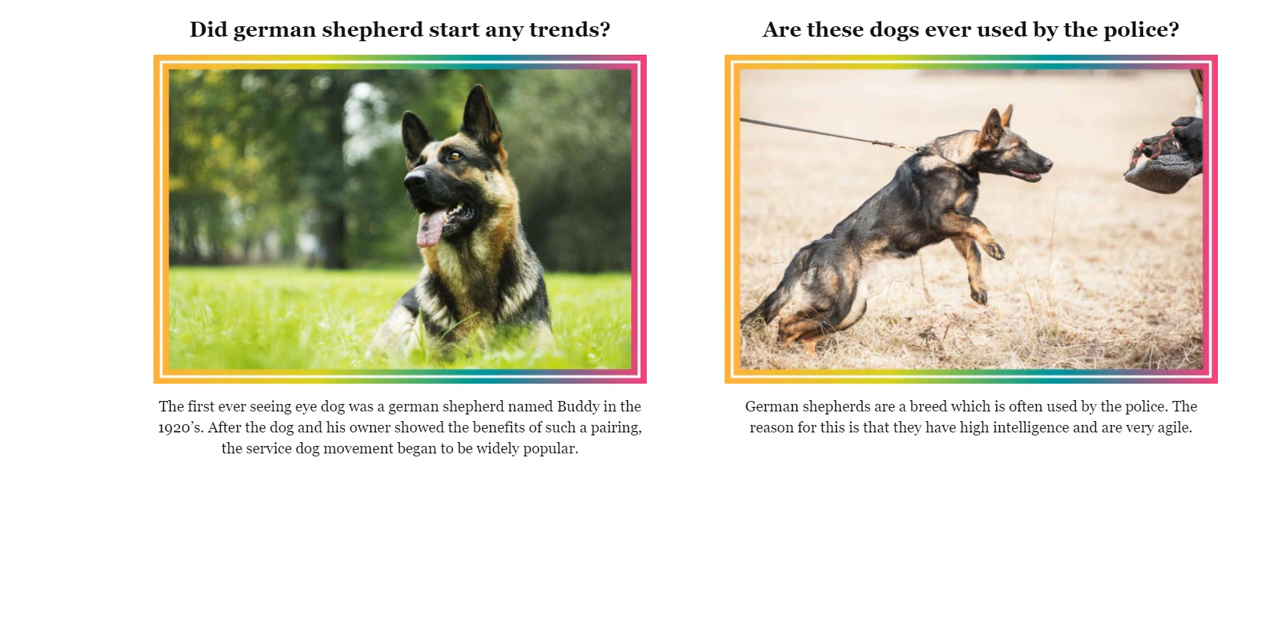 Did german shepherd start any trends?
The first ever seeing eye dog was a german shepherd named Buddy in the
1920’s. After the dog and his owner showed the benefits of such a pairing,
the service dog movement began to be widely popular.
Are these dogs ever used by the police?
German shepherds are a breed which is often used by the police. The
reason for this is that they have high intelligence and are very agile.